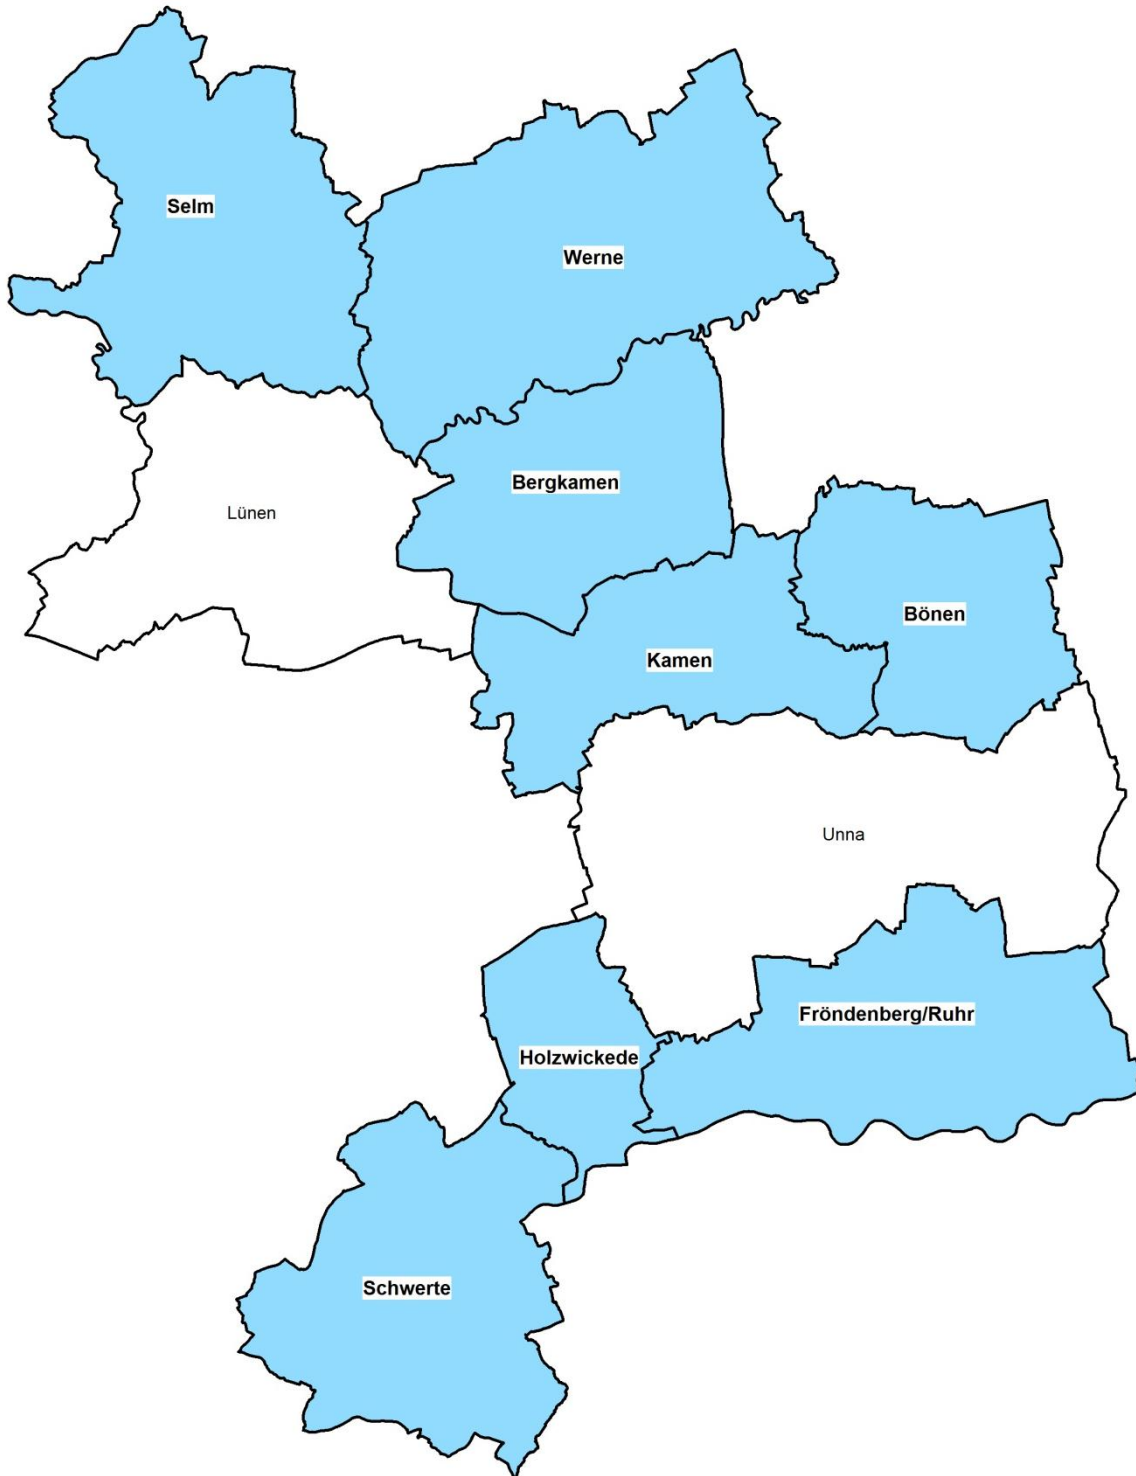 Selm
Werne
Bergkamen
Lünen
Bönen
Kamen
Unna
Fröndenberg/Ruhr
Holzwickede
Schwerte